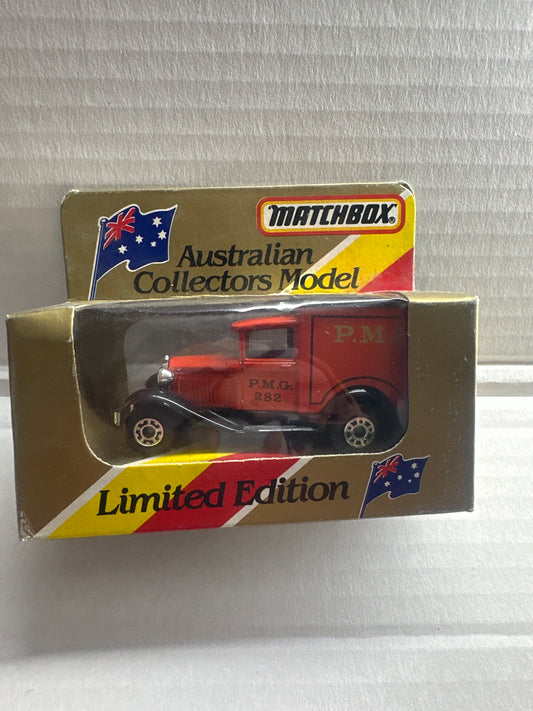 MATCHBOX
Australian
Collectors Model
P.M
P.M.G.
282
Limited Edition